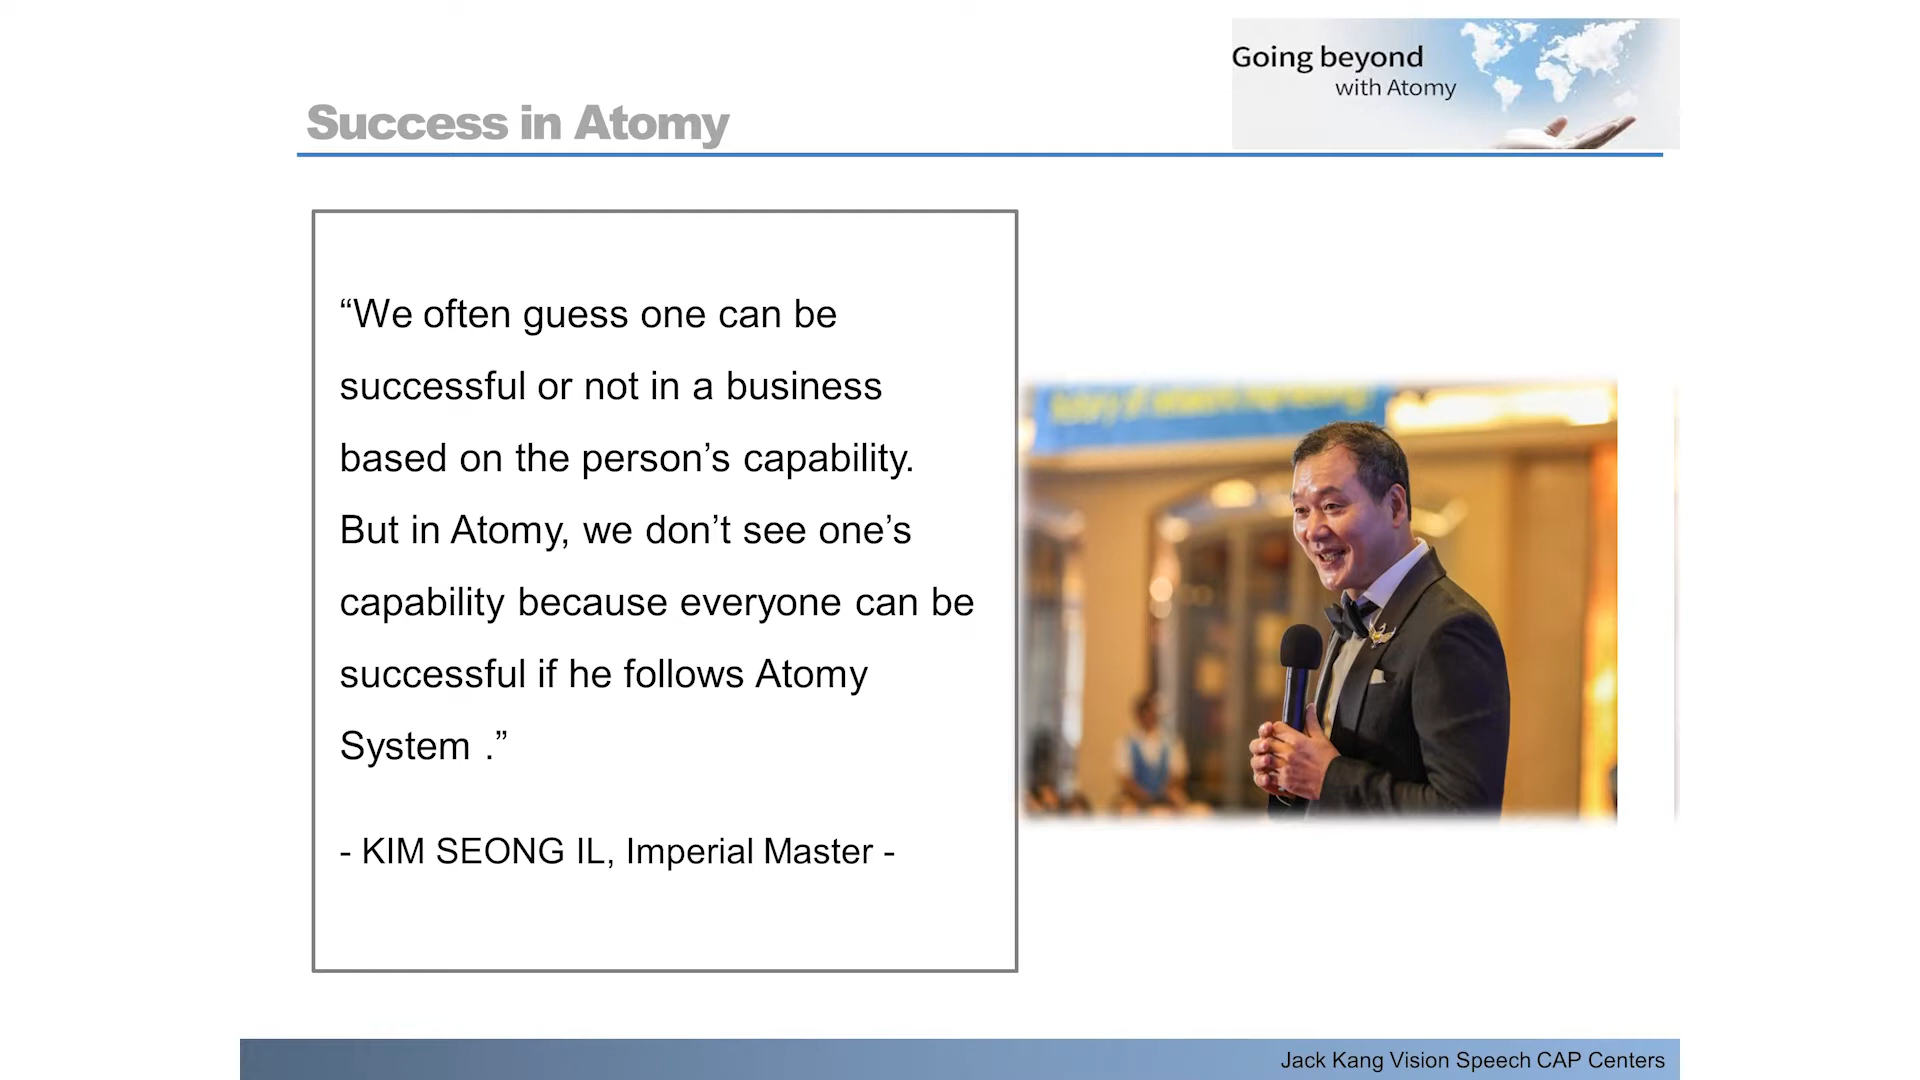 Going beyond
with Atomy
Success in Atomy
“We often guess one can be
successful or not in a business
based on the person’s capability.
But in Atomy, we don’t see one’s
capability because everyone can be
successful if he follows Atomy
System .”
- KIM SEONG IL, Imperial Master -
Jack Kang Vision Speech CAP Centers